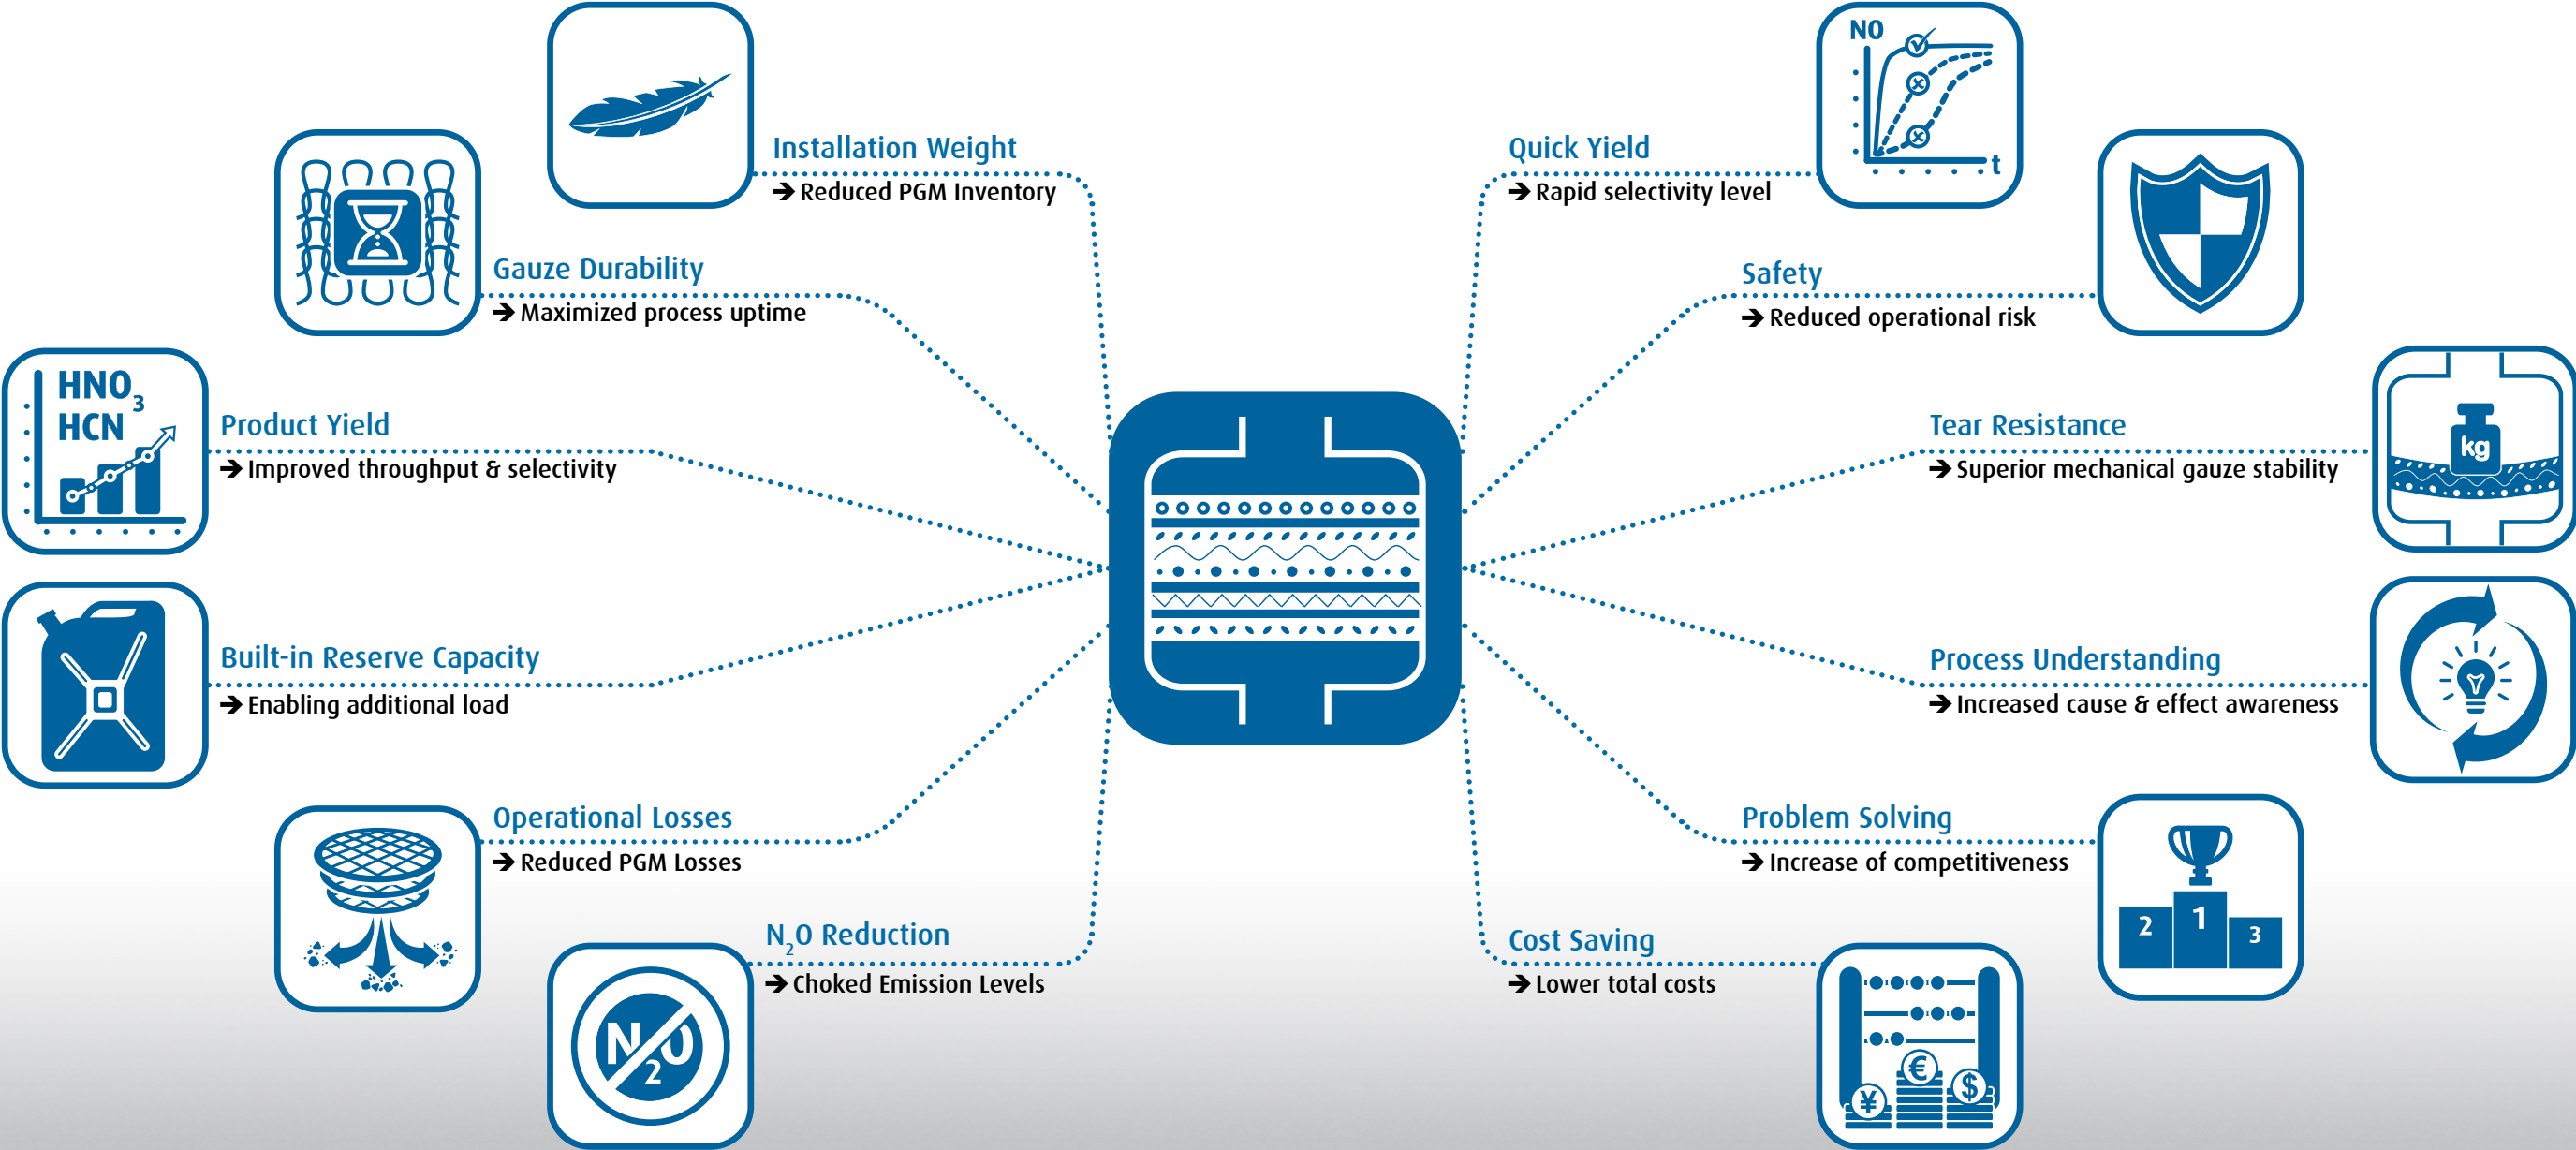 Installation Weight
➔ Reduced PGM Inventory
Gauze Durability
➔ Maximized process uptime
HNO₃
HCN
Product Yield
➔ Improved throughput & selectivity
Built-in Reserve Capacity
➔ Enabling additional load
Operational Losses
➔ Reduced PGM Losses
N₂O Reduction
➔ Choked Emission Levels
N₂O
NO
t
Quick Yield
➔ Rapid selectivity level
Safety
➔ Reduced operational risk
Tear Resistance
➔ Superior mechanical gauze stability
kg
Process Understanding
➔ Increased cause & effect awareness
Problem Solving
➔ Increase of competitiveness
2 1 3
Cost Saving
➔ Lower total costs
¥ € $